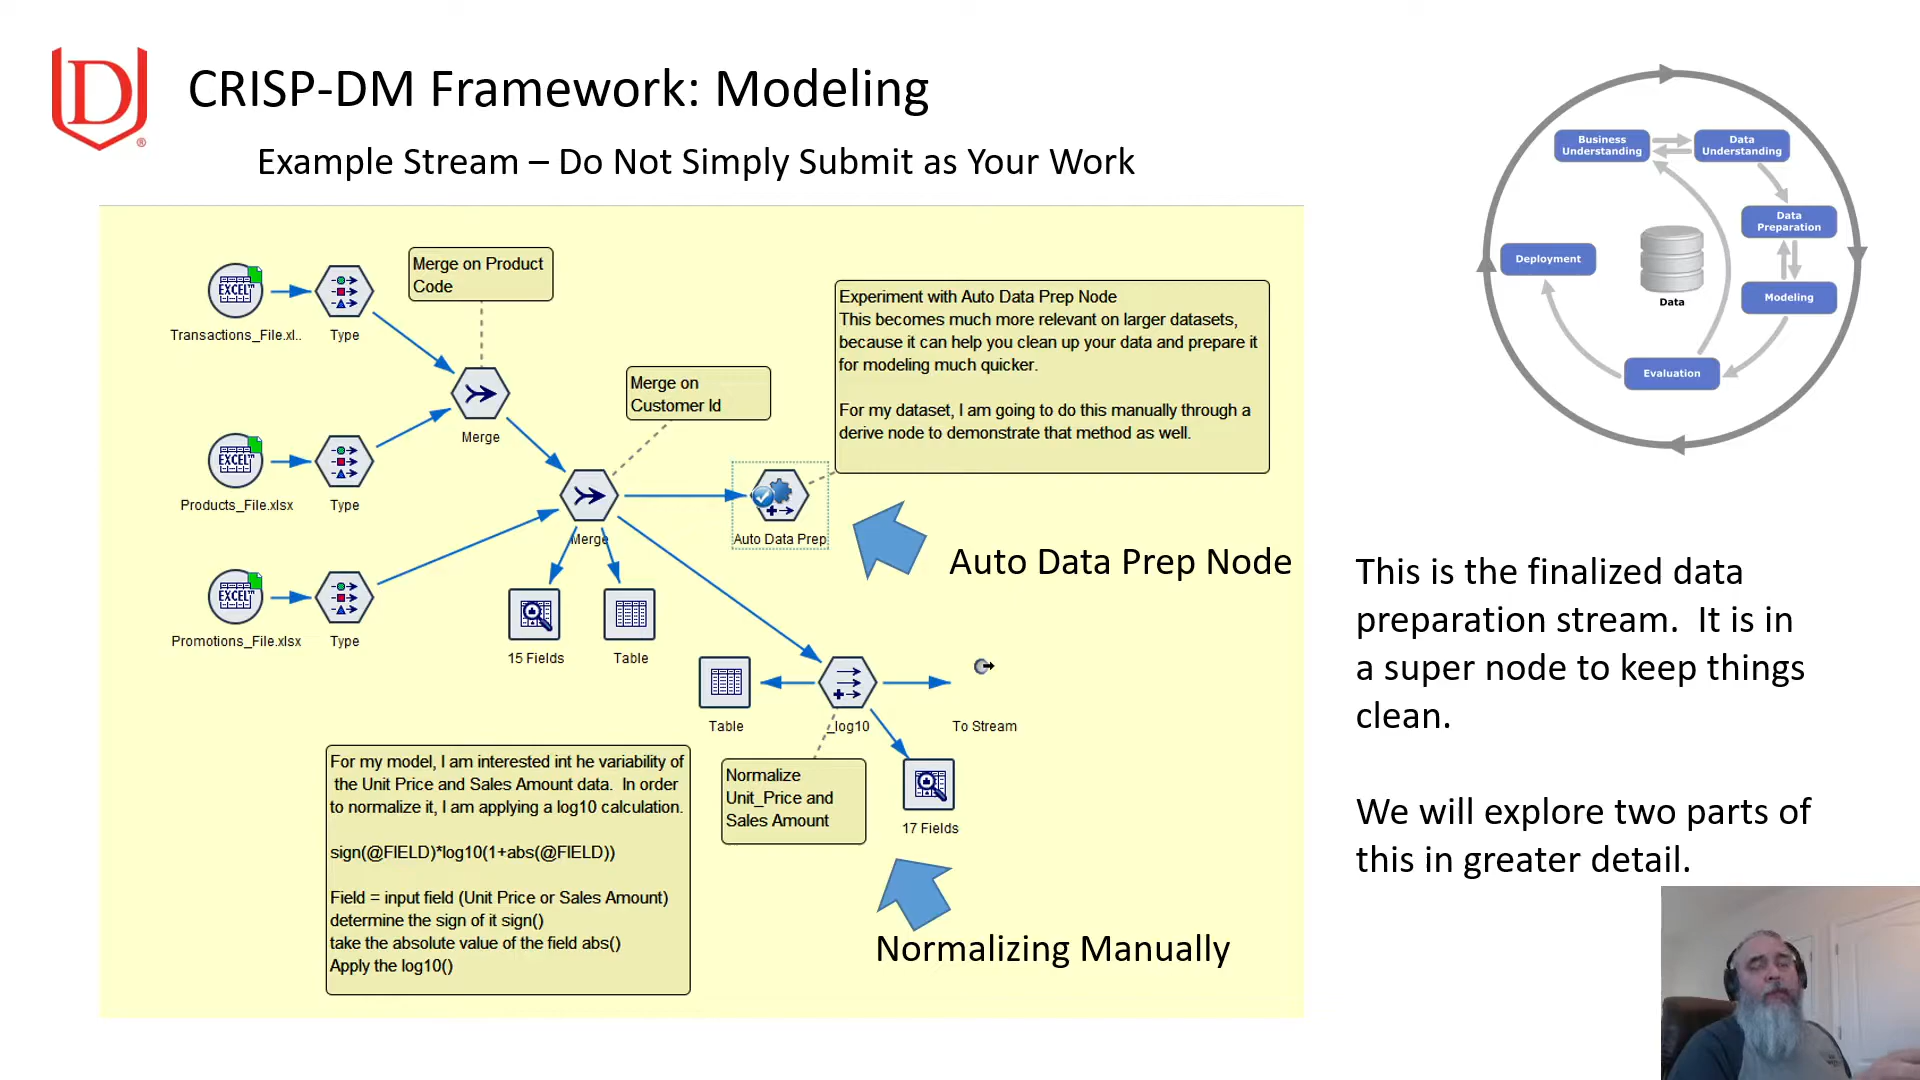 D
®
CRISP-DM Framework: Modeling
Example Stream – Do Not Simply Submit as Your Work
EXCEL™
Transactions_File.xl..
Type
Merge on Product
Code
Merge
EXCEL™
Products_File.xlsx
Type
Merge on
Customer Id
Merge
EXCEL™
Promotions_File.xlsx
Type
15 Fields
Table
Experiment with Auto Data Prep Node
This becomes much more relevant on larger datasets,
because it can help you clean up your data and prepare it
for modeling much quicker.
For my dataset, I am going to do this manually through a
derive node to demonstrate that method as well.
Auto Data Prep
Auto Data Prep Node
Table
_log10
To Stream
Normalize
Unit_Price and
Sales Amount
17 Fields
Normalizing Manually
For my model, I am interested int he variability of
the Unit Price and Sales Amount data. In order
to normalize it, I am applying a log10 calculation.
sign(@FIELD)*log10(1+abs(@FIELD))
Field = input field (Unit Price or Sales Amount)
determine the sign of it sign()
take the absolute value of the field abs()
Apply the log10()
Business
Understanding
Data
Understanding
Data
Preparation
Deployment
Data
Modeling
Evaluation
This is the finalized data
preparation stream. It is in
a super node to keep things
clean.
We will explore two parts of
this in greater detail.